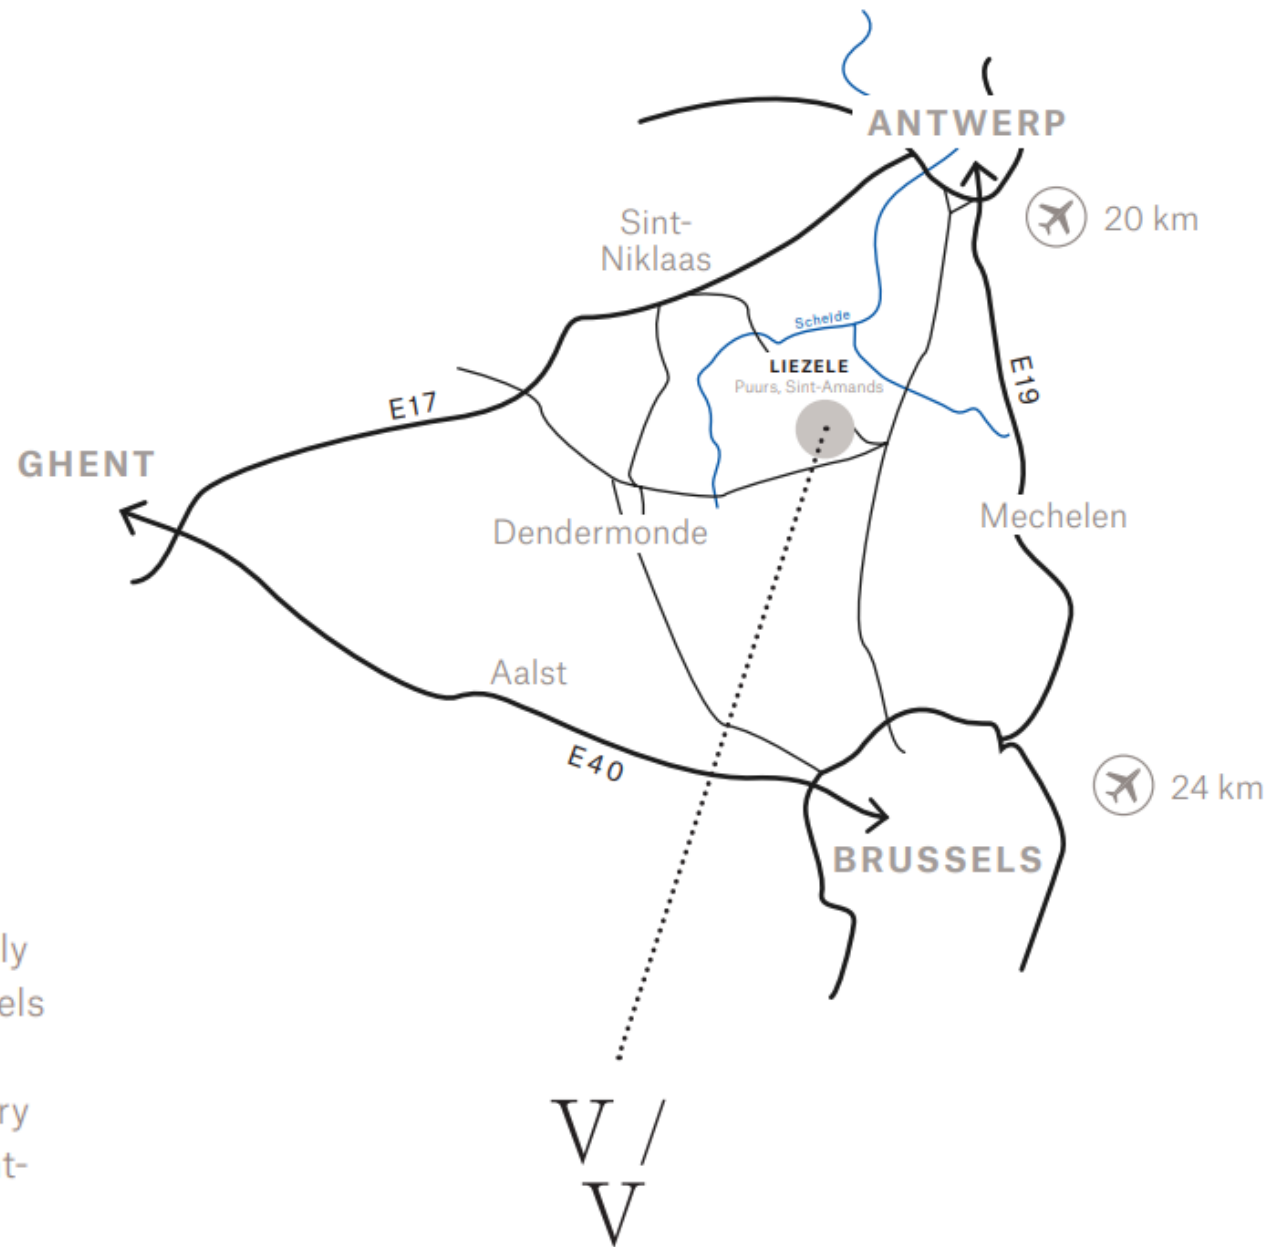 ANTWERP
20 km
Sint-
Niklaas
Schelde
LIEZELE
Puurs, Sint-Amands
E19
E17
GHENT
Mechelen
Dendermonde
Aalst
E40
24 km
BRUSSELS
ly
els
ry
t-
V/
V